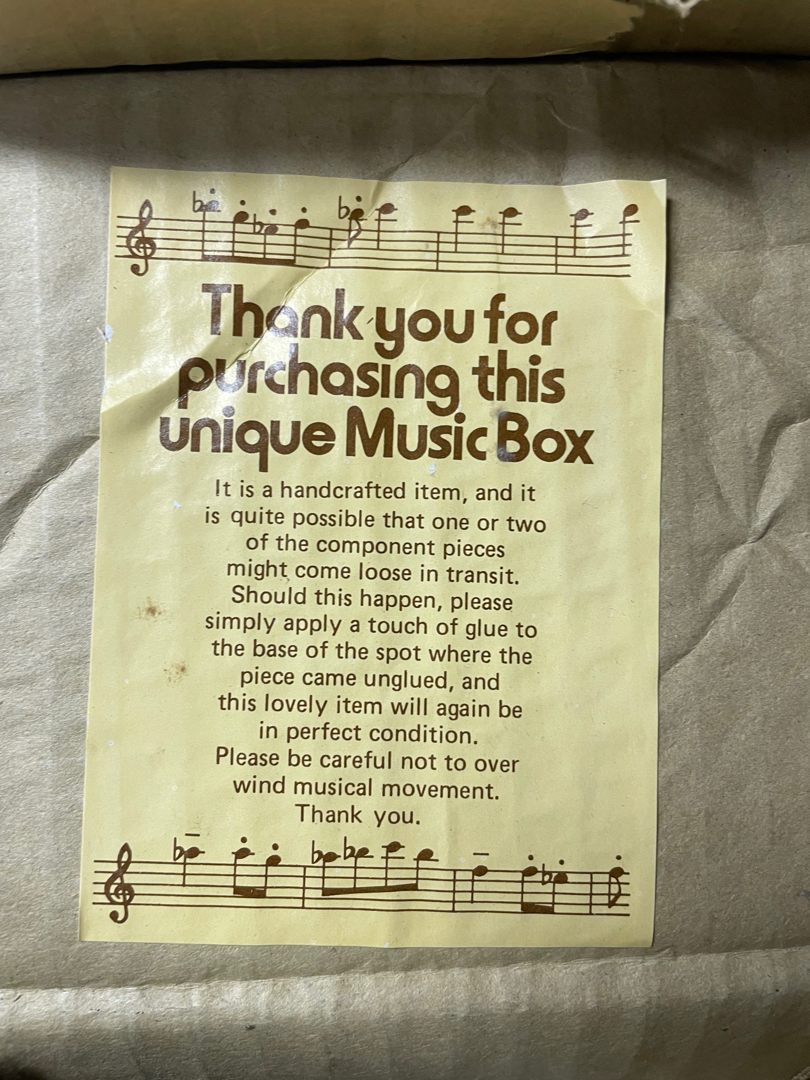 Thank you for
purchasing this
unique Music Box
It is a handcrafted item, and it
is quite possible that one or two
of the component pieces
might come loose in transit.
Should this happen, please
simply apply a touch of glue to
the base of the spot where the
piece came unglued, and
this lovely item will again be
in perfect condition.
Please be careful not to over
wind musical movement.
Thank you.